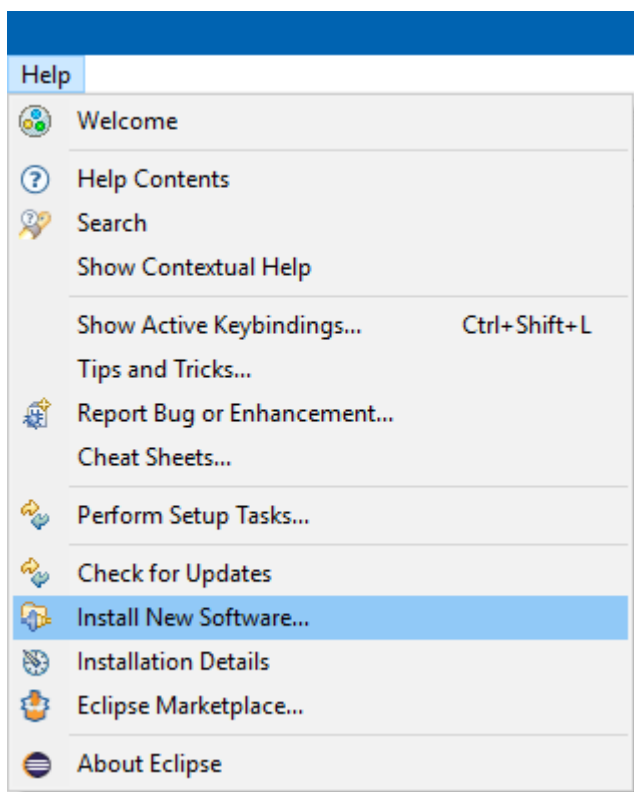 Help
Welcome
Help Contents
Search
Show Contextual Help
Show Active Keybindings... Ctrl+Shift+L
Tips and Tricks...
Report Bug or Enhancement...
Cheat Sheets...
Perform Setup Tasks...
Check for Updates
Install New Software...
Installation Details
Eclipse Marketplace...
About Eclipse